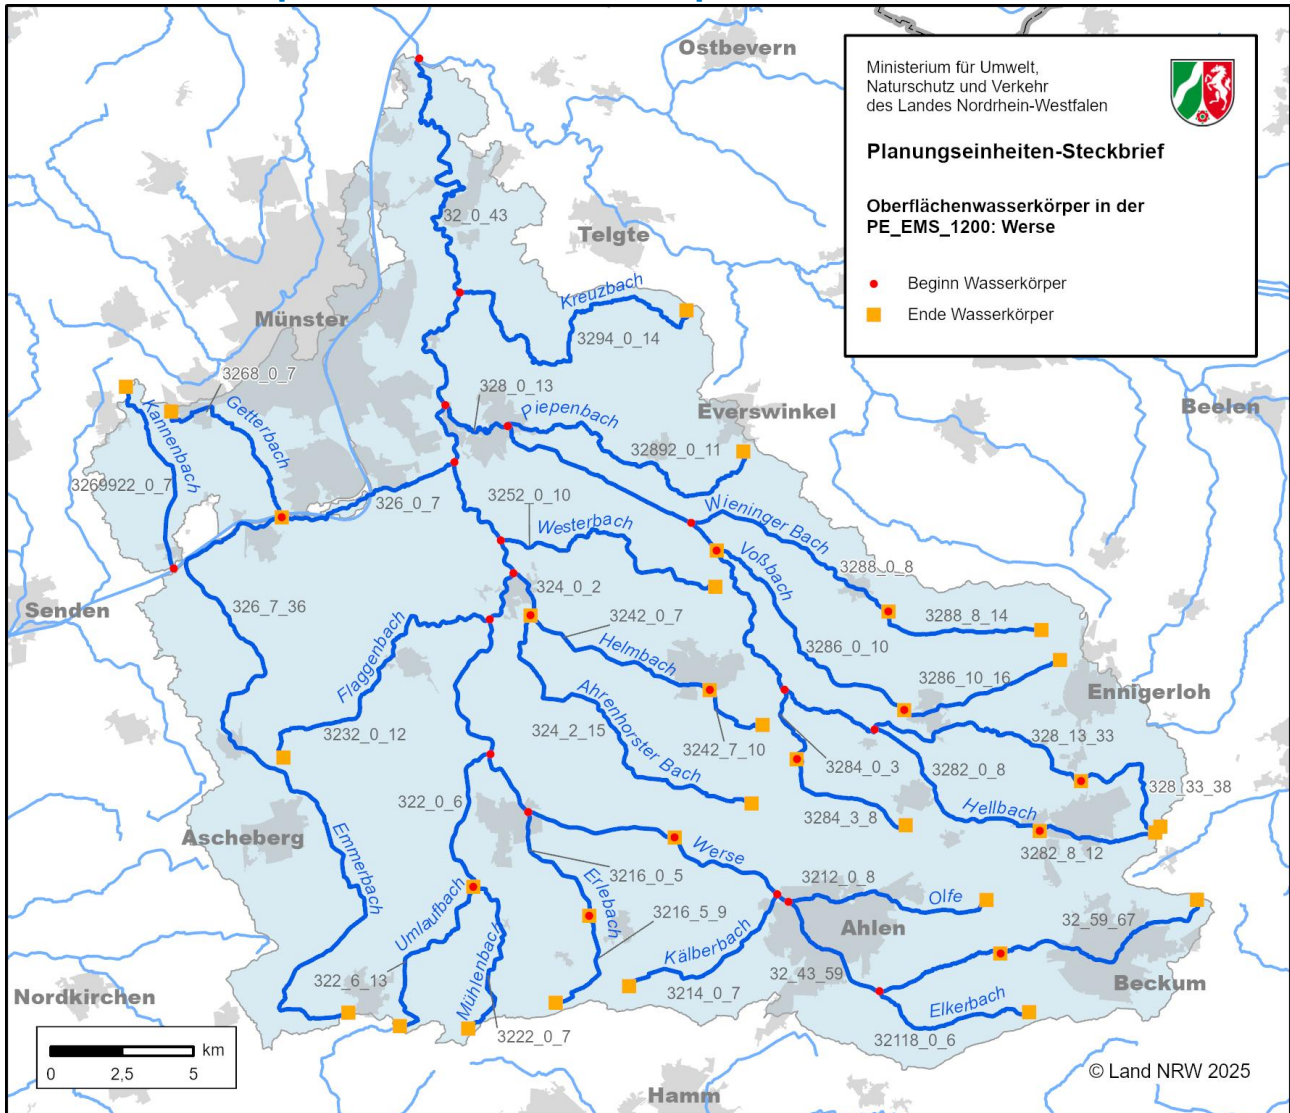 Ostbevern
Ministerium für Umwelt,
Naturschutz und Verkehr
des Landes Nordrhein-Westfalen
Planungseinheiten-Steckbrief
Oberflächenwasserkörper in der
PE_EMS_1200: Werse
Beginn Wasserkörper
Ende Wasserkörper
32_0_43
Telgte
Kreuzbach
Münster
3294_0_14
3268_0_7
328_0_13
Kannenbach
Getterbach
Piepenbach
Everswinkel
Beelen
32892_0_11
3269922_0_7
326_0_7
3252_0_10
Westerbach
Wieninger Bach
Voßbach
3288_0_8
324_0_2
Senden
326_7_36
3242_0_7
3288_8_14
Flaggenbach
Helmbach
3286_0_10
3286_10_16
Ennigerloh
Ahrenhorster Bach
3232_0_12
324_2_15
3242_7_10
328_13_33
3284_0_3
3282_0_8
328_33_38
322_0_6
Hellbach
3284_3_8
Ascheberg
Emmerbach
Werse
3282_8_12
3216_0_5
3212_0_8
Erlebach
Olfe
Umlaufbach
3216_5_9
32_59_67
Ahlen
Mühlenbach
Kälberbach
322_6_13
32_43_59
Beckum
Nordkirchen
3214_0_7
Elkerbach
3222_0_7
32118_0_6
km
0 2,5 5
© Land NRW 2025
Hamm